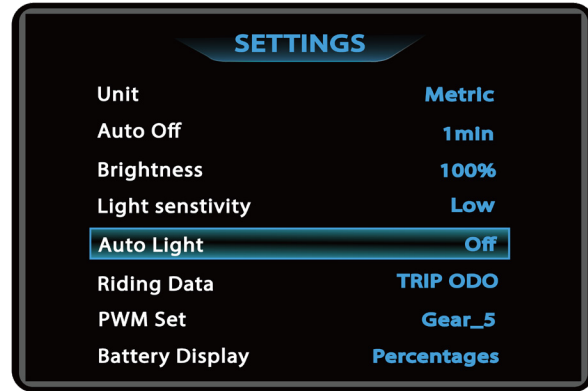 SETTINGS
Unit Metric
Auto Off 1min
Brightness 100%
Light senstivity Low
Auto Light Off
Riding Data TRIP ODO
PWM Set Gear_5
Battery Display Percentages